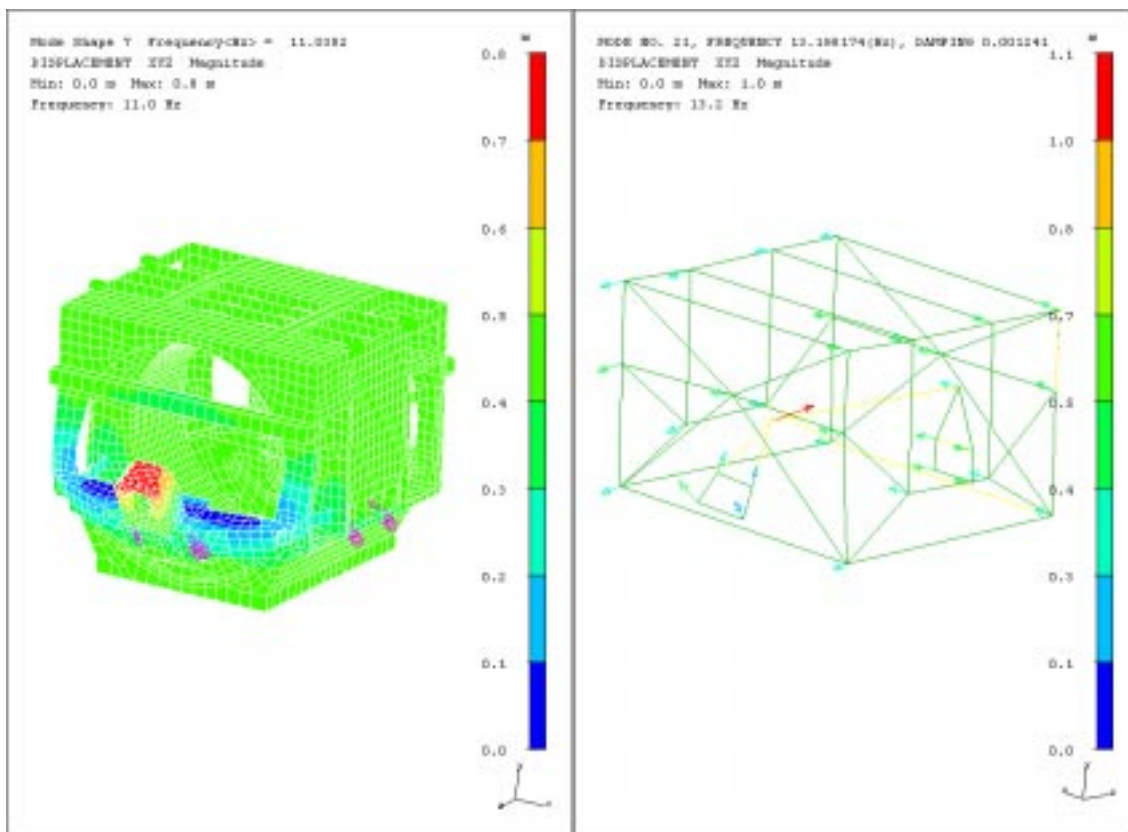 Mode Shape 7 Frequency<Hz> = 11.0382
DISPLACEMENT XYZ Magnitude
Min: 0.0 m Max: 0.8 m
Frequency: 11.0 Hz
m
0.8
0.7
0.6
0.5
0.4
0.3
0.2
0.1
0.0
MODE NO. 21, FREQUENCY 13.198174(Hz), DAMPING 0.001241
DISPLACEMENT XYZ Magnitude
Min: 0.0 m Max: 1.0 m
Frequency: 13.2 Hz
m
1.1
1.0
0.8
0.7
0.5
0.4
0.3
0.1
0.0